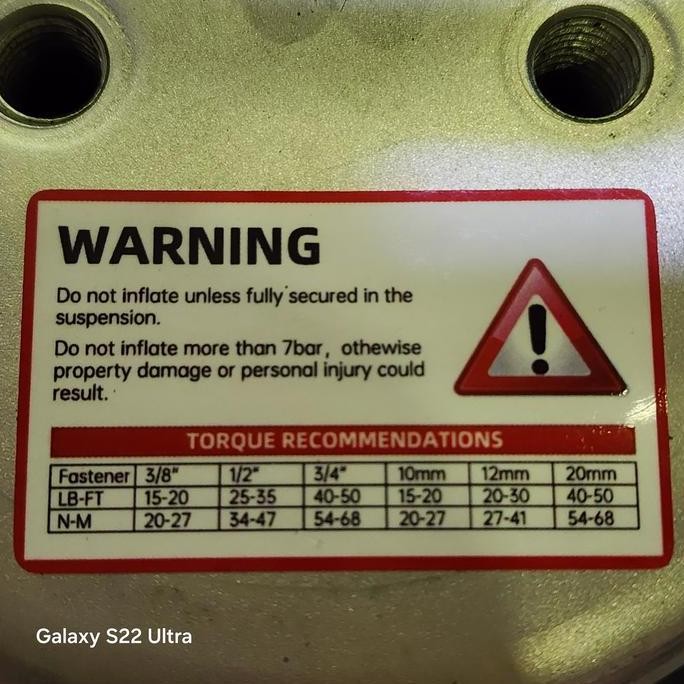 WARNING
Do not inflate unless fully secured in the
suspension.
Do not inflate more than 7bar, othewise
property damage or personal injury could
result.
TORQUE RECOMMENDATIONS
Fastener 3/8" 1/2" 3/4" 10mm 12mm 20mm
LB-FT 15-20 25-35 40-50 15-20 20-30 40-50
N-M 20-27 34-47 54-68 20-27 27-41 54-68
Galaxy S22 Ultra